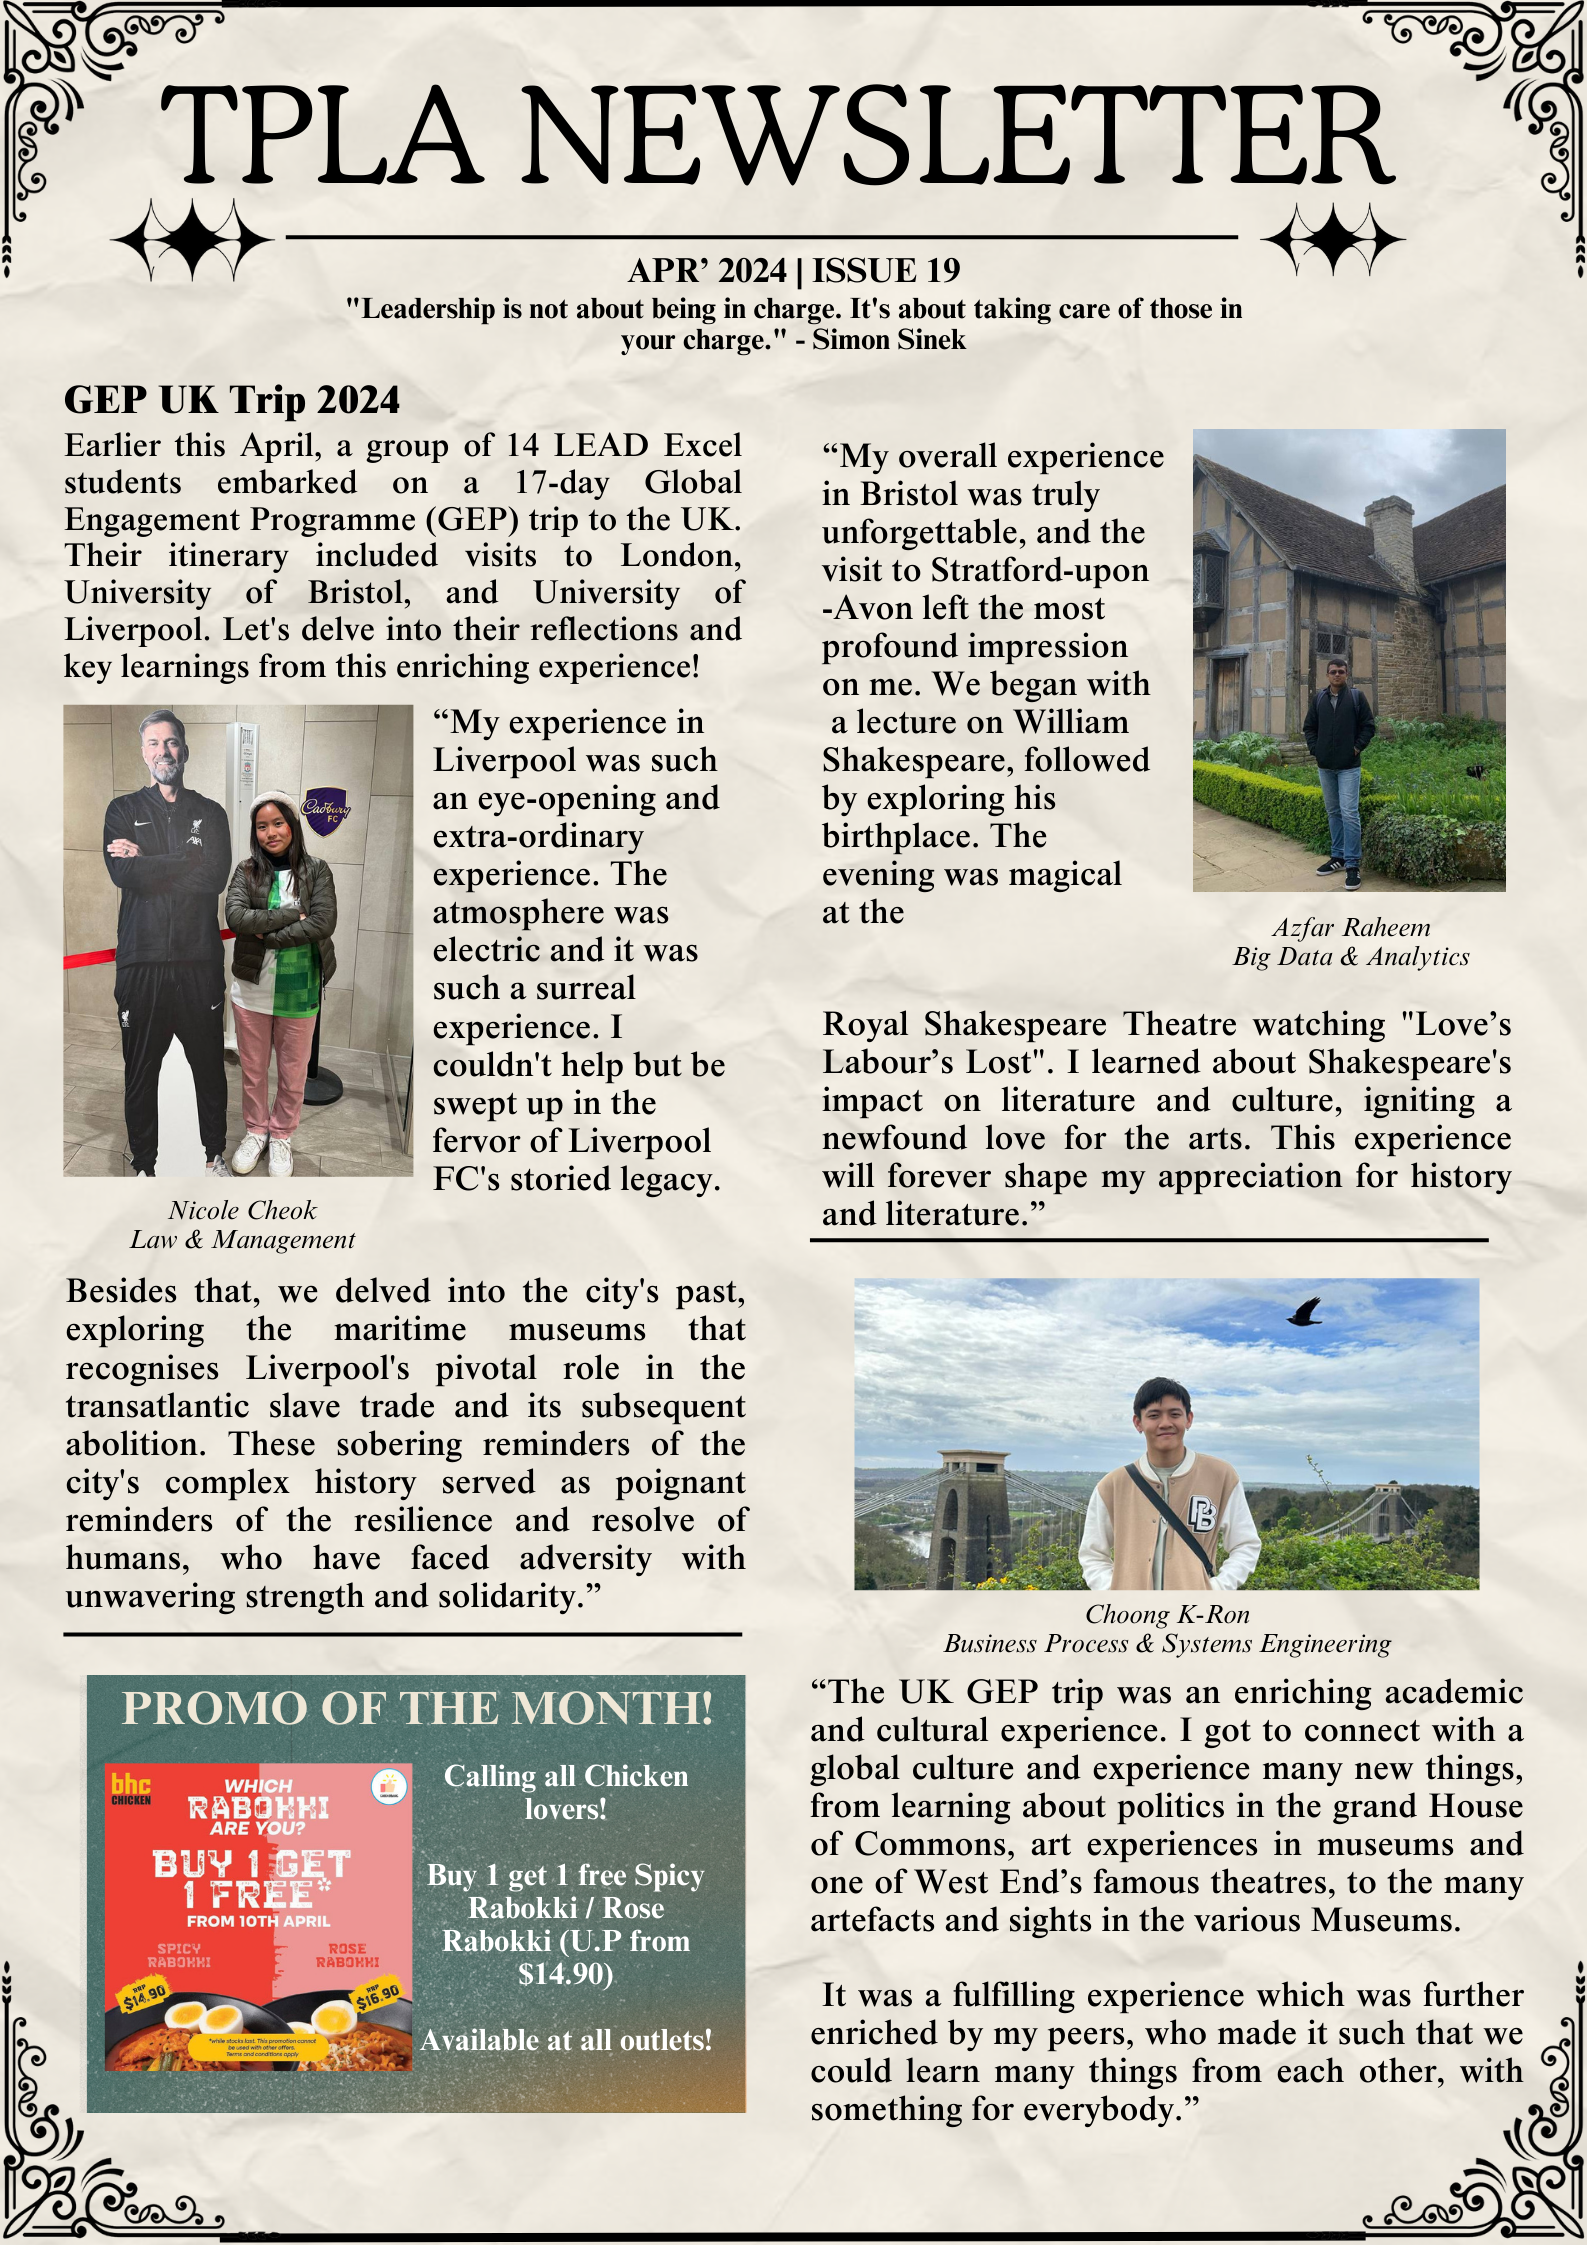 TPLA NEWSLETTER
APR’ 2024 | ISSUE 19
"Leadership is not about being in charge. It's about taking care of those in
your charge." - Simon Sinek
GEP UK Trip 2024
Earlier this April, a group of 14 LEAD Excel
students embarked on a 17-day Global
Engagement Programme (GEP) trip to the UK.
Their itinerary included visits to London,
University of Bristol, and University of
Liverpool. Let's delve into their reflections and
key learnings from this enriching experience!
Cadbury
FC
“My experience in
Liverpool was such
an eye-opening and
extra-ordinary
experience. The
atmosphere was
electric and it was
such a surreal
experience. I
couldn't help but be
swept up in the
fervor of Liverpool
FC's storied legacy.
Nicole Cheok
Law & Management
Besides that, we delved into the city's past,
exploring the maritime museums that
recognises Liverpool's pivotal role in the
transatlantic slave trade and its subsequent
abolition. These sobering reminders of the
city's complex history served as poignant
reminders of the resilience and resolve of
humans, who have faced adversity with
unwavering strength and solidarity.”
PROMO OF THE MONTH!
bhc
CHICKEN
WHICH
RABOKKI
ARE YOU?
BUY 1 GET
1 FREE*
FROM 10TH APRIL
SPICY
RABOKKI
ROSE
RABOKKI
RRP
$14.90
RRP
$16.90
*while stocks last. This promotion cannot
be used with other offers.
Terms and conditions apply
Calling all Chicken
lovers!
Buy 1 get 1 free Spicy
Rabokki / Rose
Rabokki (U.P from
$14.90)
Available at all outlets!
“My overall experience
in Bristol was truly
unforgettable, and the
visit to Stratford-upon
-Avon left the most
profound impression
on me. We began with
a lecture on William
Shakespeare, followed
by exploring his
birthplace. The
evening was magical
at the
Azfar Raheem
Big Data & Analytics
Royal Shakespeare Theatre watching "Love’s
Labour’s Lost". I learned about Shakespeare's
impact on literature and culture, igniting a
newfound love for the arts. This experience
will forever shape my appreciation for history
and literature.”
Choong K-Ron
Business Process & Systems Engineering
“The UK GEP trip was an enriching academic
and cultural experience. I got to connect with a
global culture and experience many new things,
from learning about politics in the grand House
of Commons, art experiences in museums and
one of West End’s famous theatres, to the many
artefacts and sights in the various Museums.
It was a fulfilling experience which was further
enriched by my peers, who made it such that we
could learn many things from each other, with
something for everybody.”